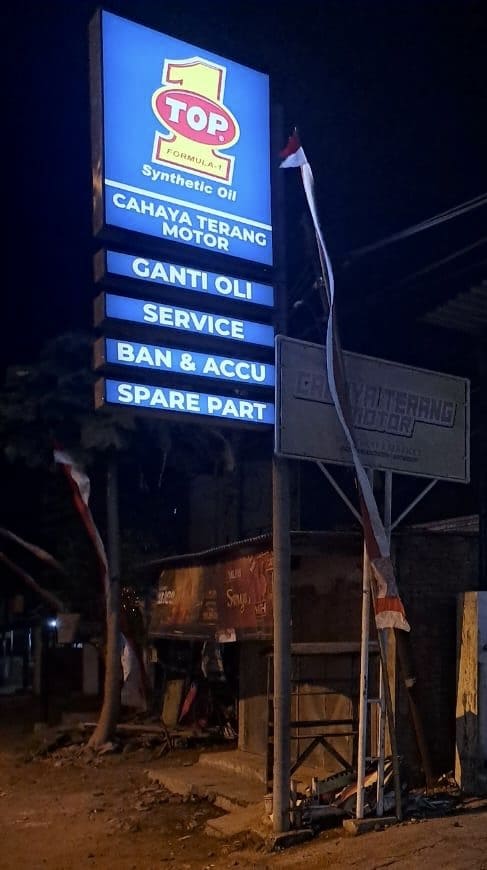 1
TOP
FORMULA-1
Synthetic Oil
CAHAYA TERANG
MOTOR
GANTI OLI
SERVICE
BAN & ACCU
SPARE PART
CAHAYA TERANG
MOTOR